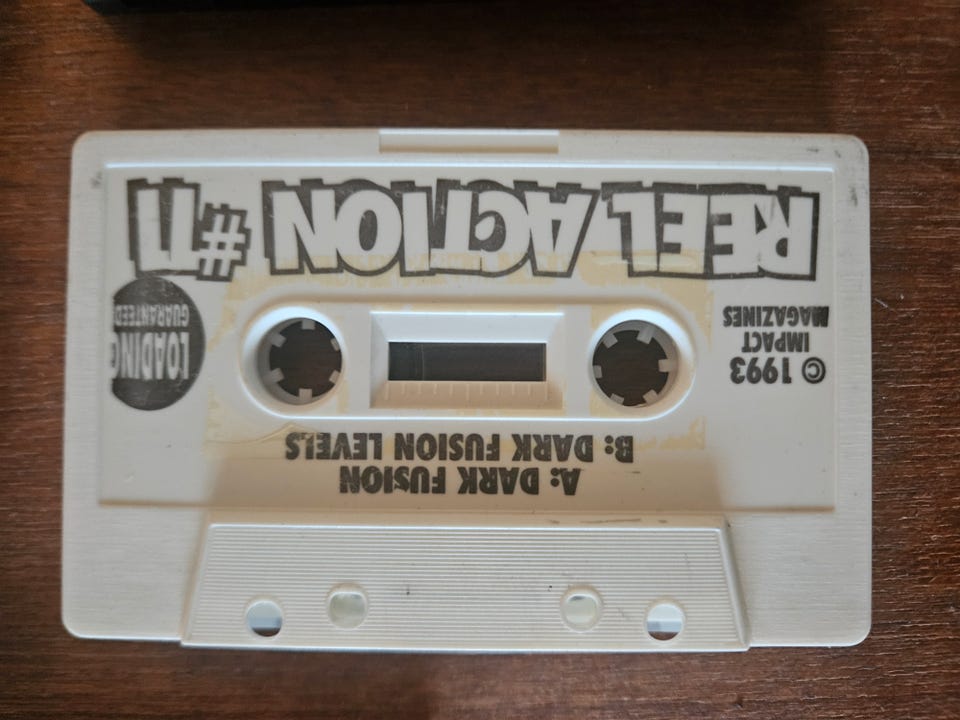 A: DARK FUSION
B: DARK FUSION LEVELS
© 1993
IMPACT
MAGAZINES
LOADING
GUARANTEED
REEL ACTION #11